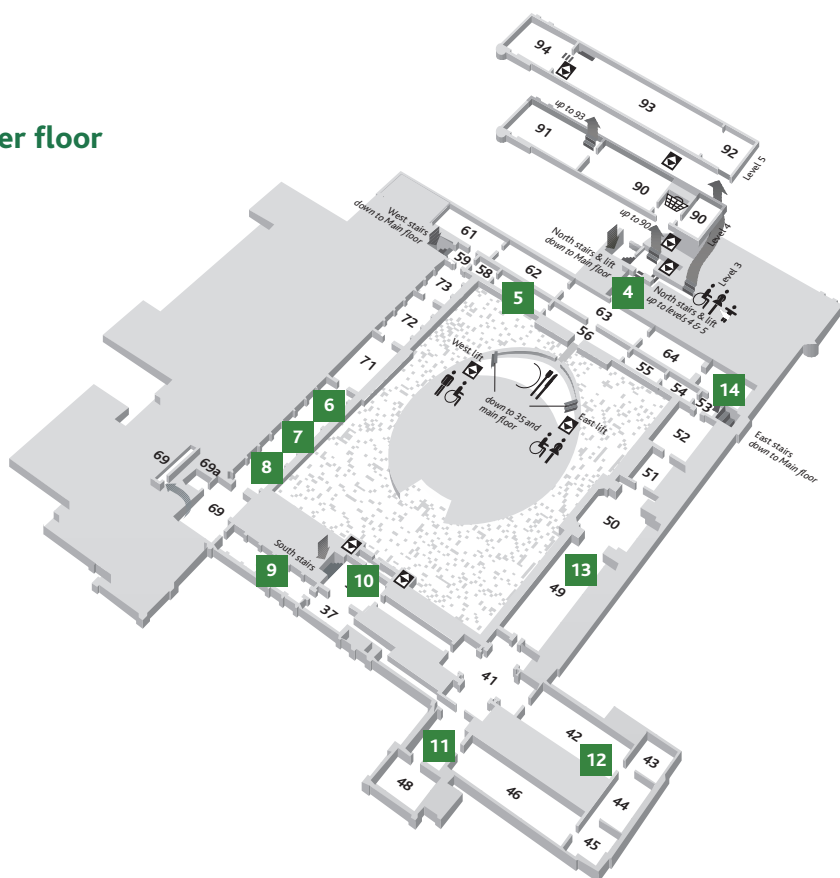 er floor
94
93
92
Level 5
up to 93
91
90
90
Level 4
up to 90
Level 3
West stairs
down to Main floor
North stairs & lift
down to Main floor
North stairs & lift
up to levels 4 & 5
61
59
58
62
5
4
63
56
64
55
54
53
14
East stairs
down to Main floor
73
72
71
6
7
8
69
69a
69
West lift
down to 35 and
main floor
East lift
52
51
50
13
49
South stairs
9
10
37
41
11
48
42
12
43
44
46
45